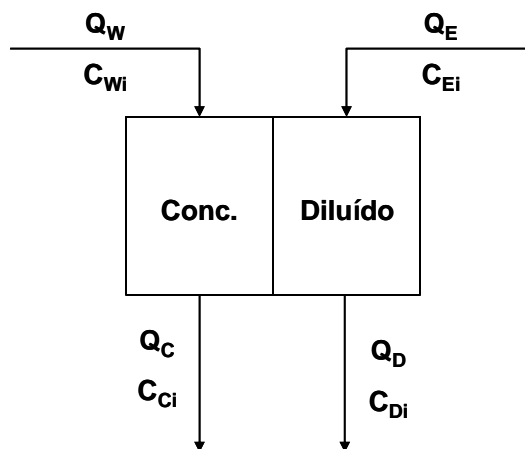 Q_W Q_E
C_Wi C_Ei
Conc. Diluído
Q_C Q_D
C_Ci C_Di